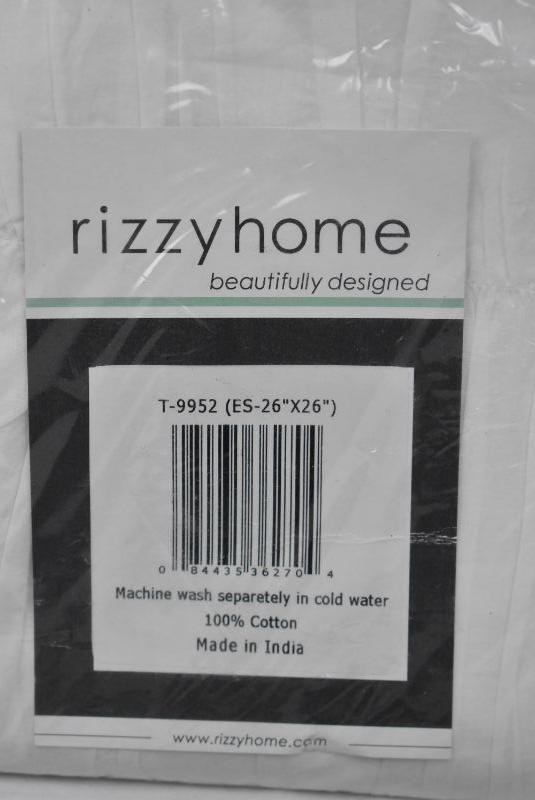 rizzyhome
beautifully designed
T-9952 (ES-26"X26")
0 84435 36270 4
Machine wash separetely in cold water
100% Cotton
Made in India
www.rizzyhome.com